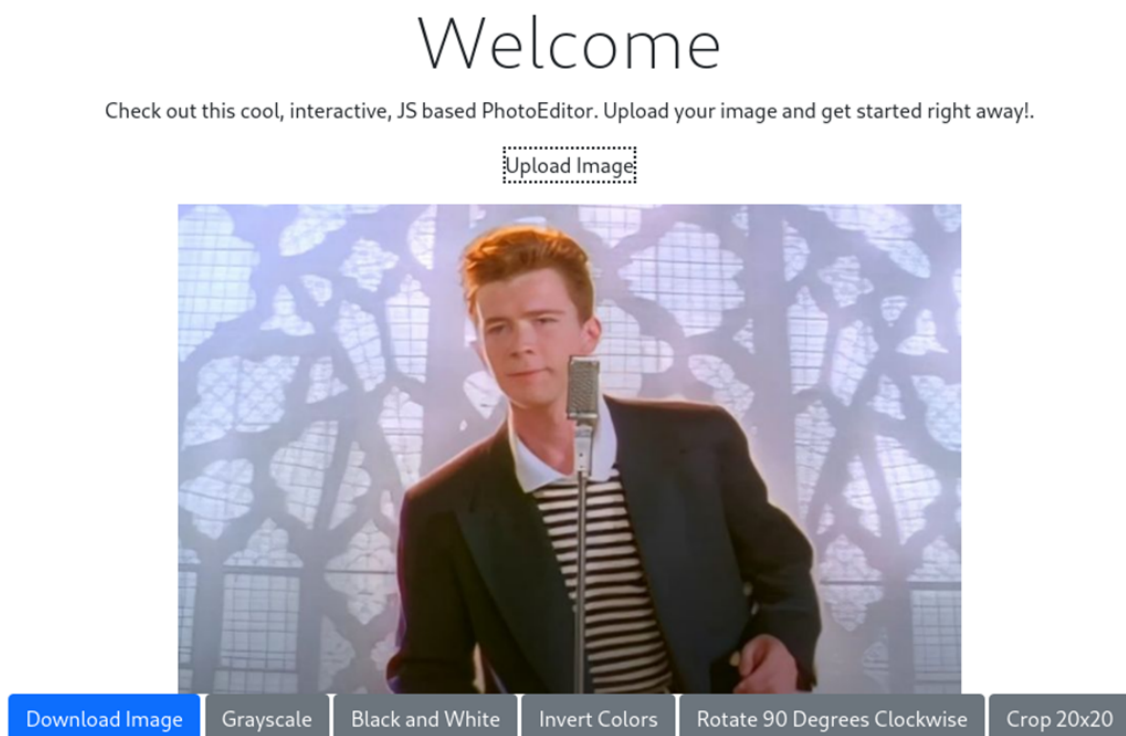 Welcome
Check out this cool, interactive, JS based PhotoEditor. Upload your image and get started right away!.
Upload Image
Download Image Grayscale Black and White Invert Colors Rotate 90 Degrees Clockwise Crop 20x20